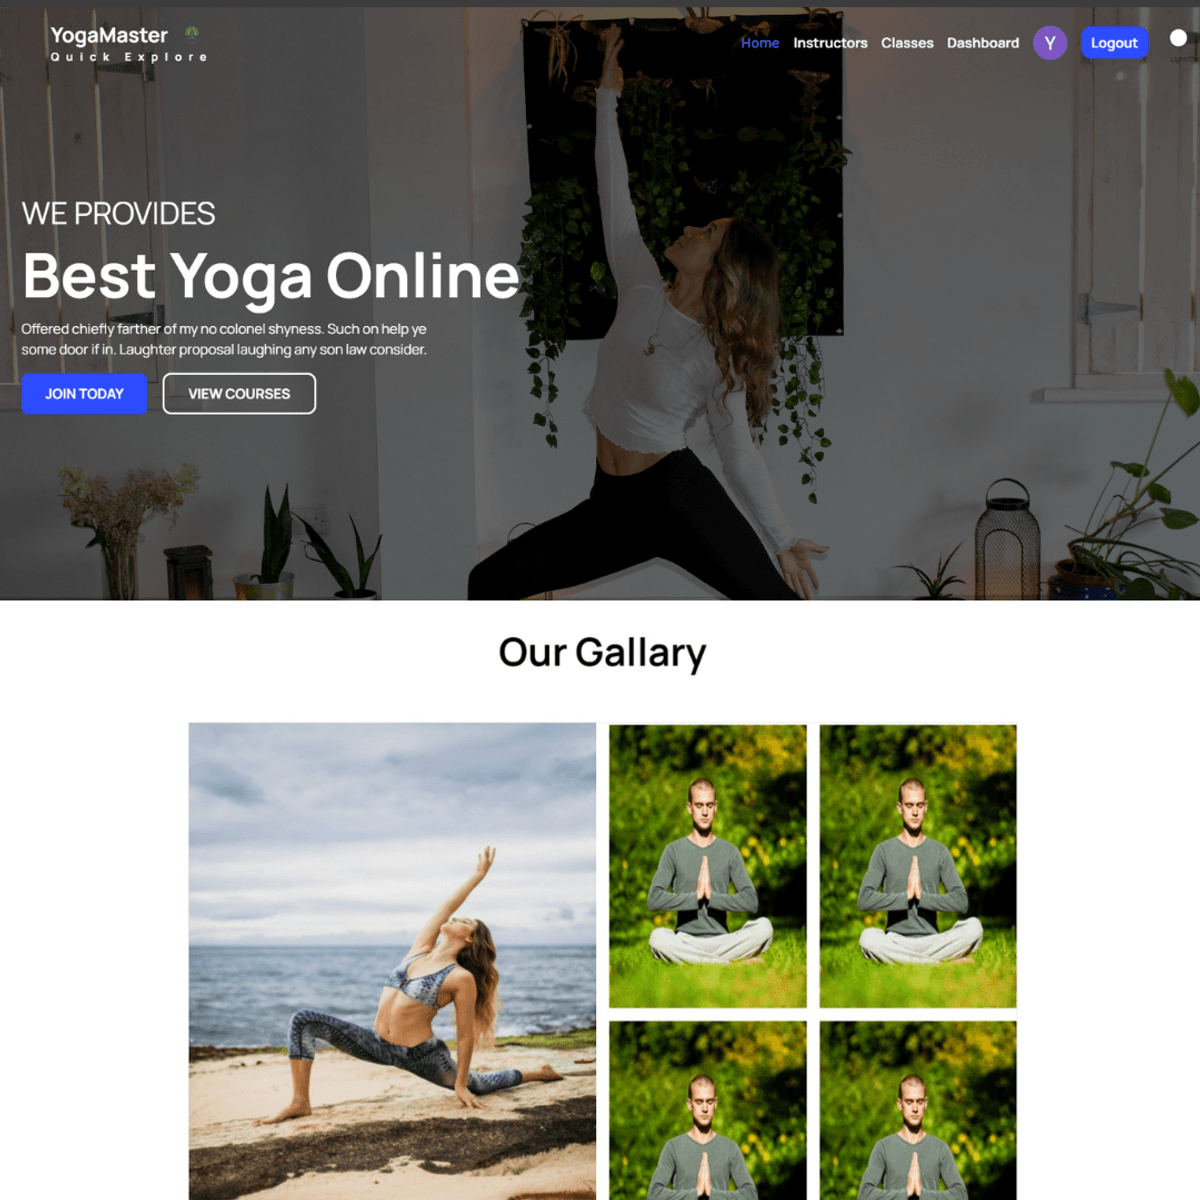 YogaMaster
Quick Explore
Home Instructors Classes Dashboard Y Logout
WE PROVIDES
Best Yoga Online
Offered chiefly farther of my no colonel shyness. Such on help ye
some door if in. Laughter proposal laughing any son law consider.
JOIN TODAY VIEW COURSES
Our Gallary